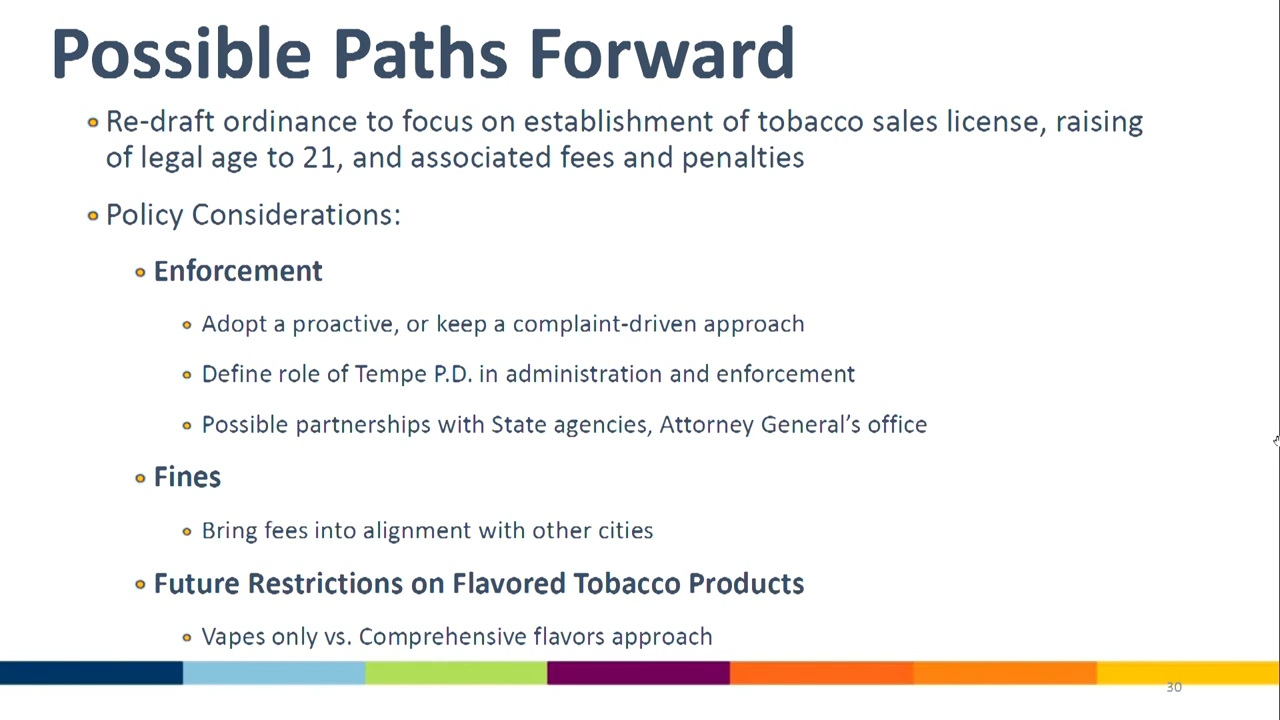 Possible Paths Forward
Re-draft ordinance to focus on establishment of tobacco sales license, raising
of legal age to 21, and associated fees and penalties
Policy Considerations:
Enforcement
Adopt a proactive, or keep a complaint-driven approach
Define role of Tempe P.D. in administration and enforcement
Possible partnerships with State agencies, Attorney General’s office
Fines
Bring fees into alignment with other cities
Future Restrictions on Flavored Tobacco Products
Vapes only vs. Comprehensive flavors approach
30